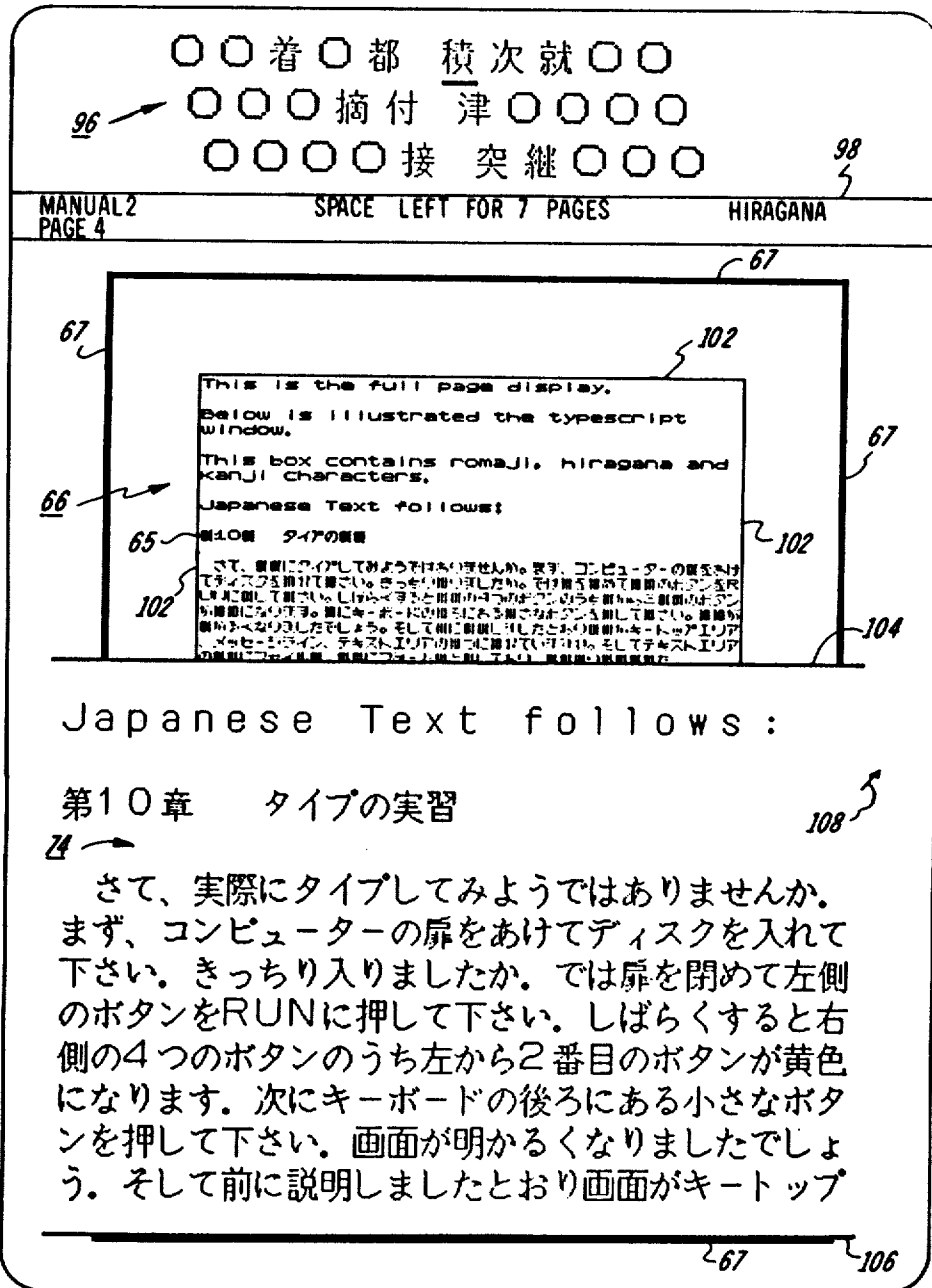 ○○着○都 積次就○○
96 ○○○摘付 津○○○○
○○○○接 突継○○○
98
MANUAL2 SPACE LEFT FOR 7 PAGES HIRAGANA
PAGE 4
67
67
102
This is the full page display.
Below is illustrated the typescript
window.
67
This box contains romaji, hiragana and
kanji characters.
66
Japanese Text follows:
65
102
102
104
Japanese Text follows:
第10章 タイプの実習
108
74
さて、実際にタイプしてみようではありませんか.
まず、コンピューターの扉をあけてディスクを入れて
下さい. きっちり入りましたか. では扉を閉めて左側
のボタンをRUNに押して下さい. しばらくすると右
側の4つのボタンのうち左から2番目のボタンが黄色
になります. 次にキーボードの後ろにある小さなボタ
ンを押して下さい. 画面が明かるくなりましたでしょ
う. そして前に説明しましたとおり画面がキートップ
67
106